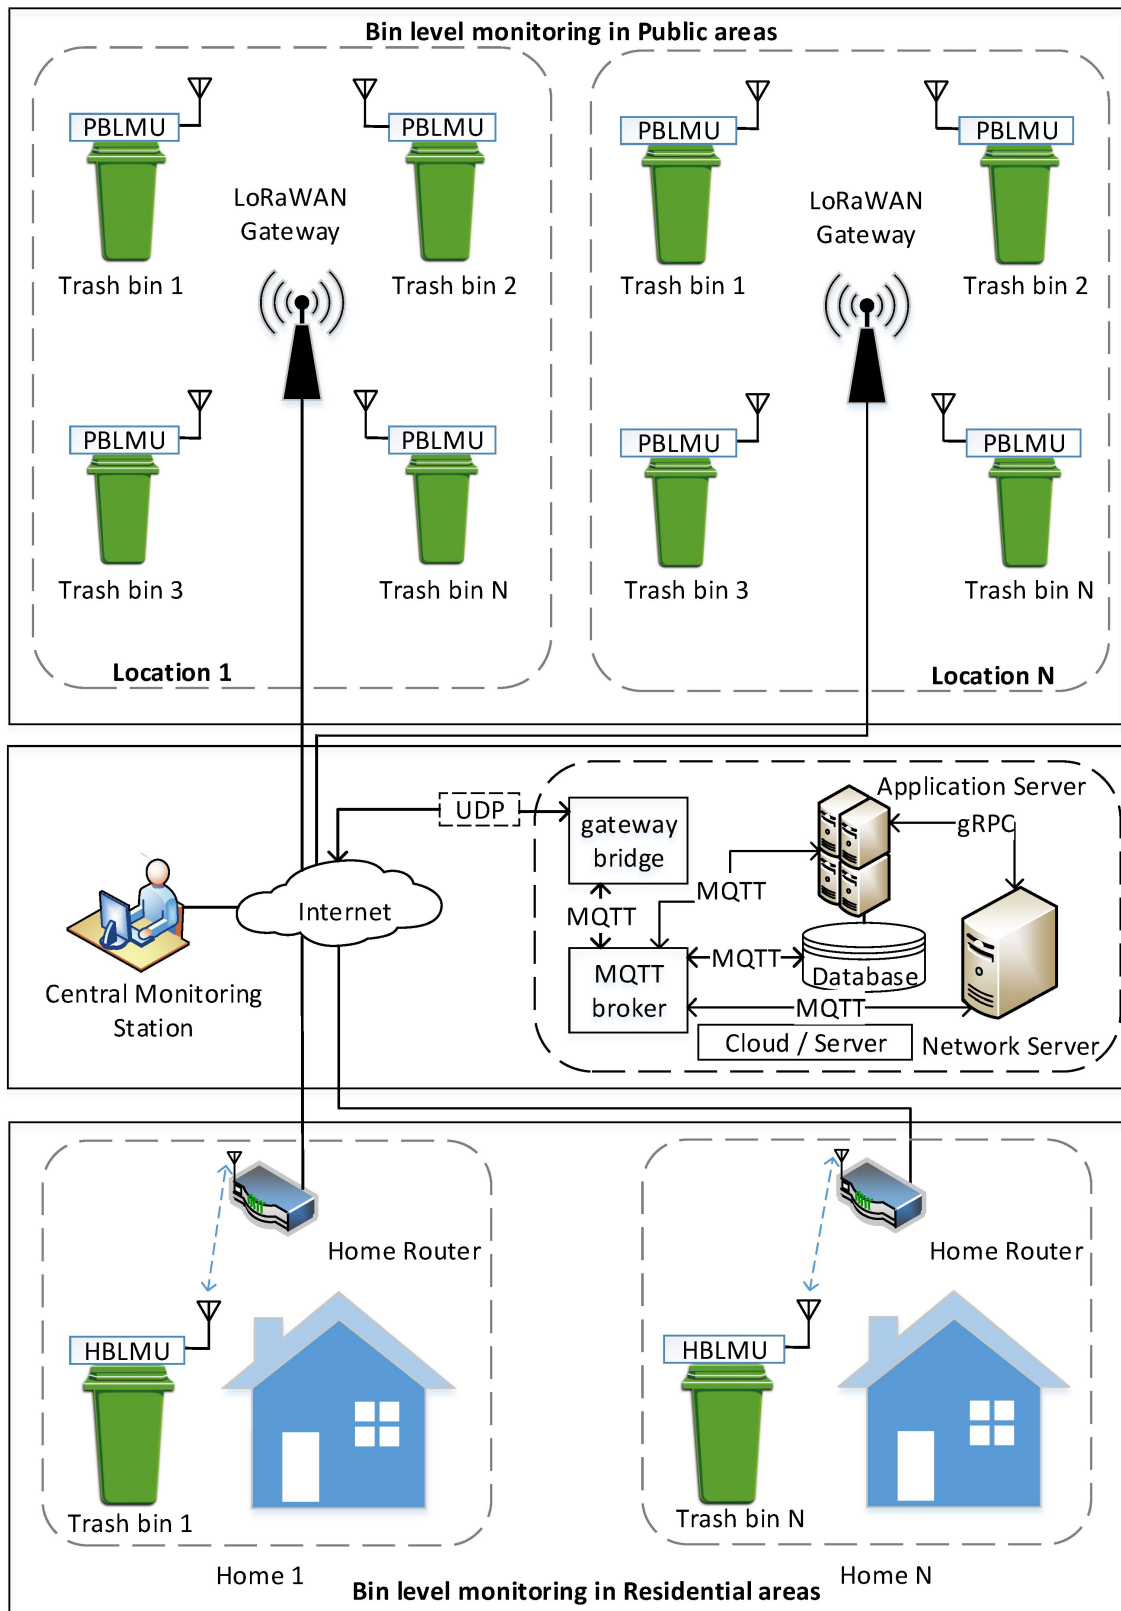 Bin level monitoring in Public areas
PBLMU
PBLMU
LoRaWAN
Gateway
Trash bin 1
Trash bin 2
PBLMU
PBLMU
Trash bin 3
Trash bin N
Location 1
PBLMU
PBLMU
LoRaWAN
Gateway
Trash bin 1
Trash bin 2
PBLMU
PBLMU
Trash bin 3
Trash bin N
Location N
Central Monitoring
Station
Internet
UDP
gateway
bridge
MQTT
MQTT
broker
MQTT
MQTT
MQTT
Application Server
gRPC
Database
Cloud / Server
Network Server
Home Router
HBLMU
Trash bin 1
Home 1
Home Router
HBLMU
Trash bin N
Home N
Bin level monitoring in Residential areas